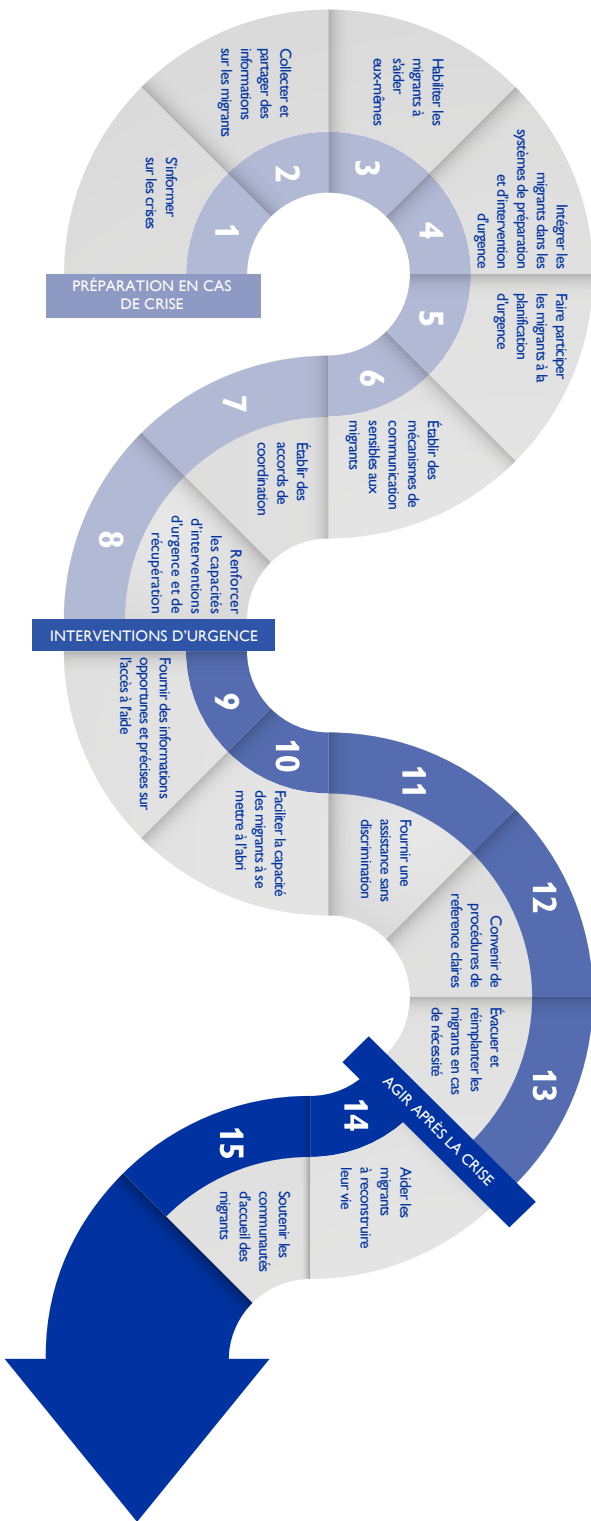 PRÉPARATION EN CAS
DE CRISE
1
S'informer
sur les crises
2
Collecter et
partager des
informations
sur les migrants
3
Habiliter les
migrants à
s'aider
eux-mêmes
4
Intégrer les
migrants dans les
systèmes de préparation
et d'intervention
d'urgence
5
Faire participer
les migrants à la
planification
d'urgence
6
Établir des
mécanismes de
communication
sensibles aux
migrants
7
Établir des
accords de
coordination
8
Renforcer
les capacités
d'interventions
d'urgence et de
récupération
INTERVENTIONS D'URGENCE
9
Fournir des informations
opportunes et précises sur
l'accès à l'aide
10
Faciliter la capacité
des migrants à se
mettre à l'abri
11
Fournir une
assistance sans
discrimination
12
Convenir de
procédures de
reference claires
13
Évacuer et
réimplanter les
migrants en cas
de nécessité
AGIR APRÈS LA CRISE
14
Aider les
migrants
à reconstruire
leur vie
15
Soutenir les
communautés
d'accueil des
migrants